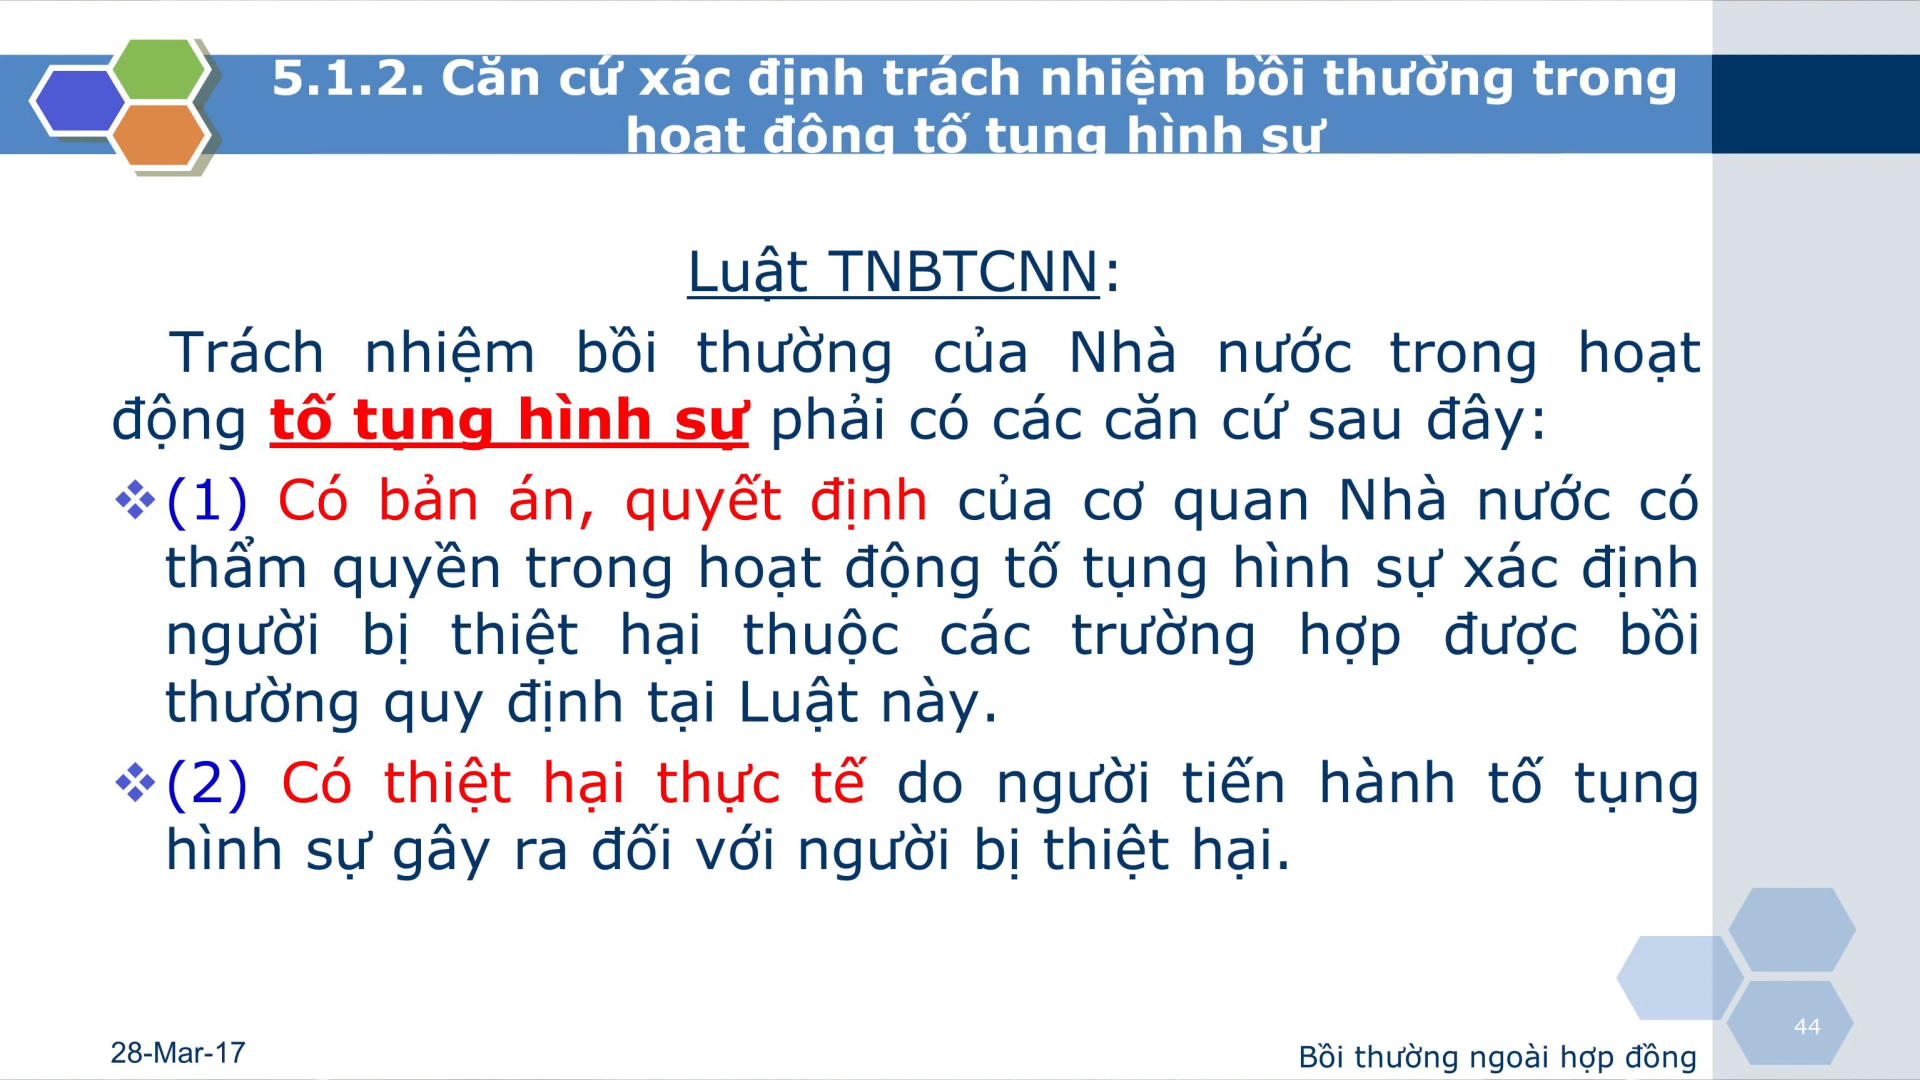 5.1.2. Căn cứ xác định trách nhiệm bồi thường trong
hoạt động tố tụng hình sự
Luật TNBTCNN:
Trách nhiệm bồi thường của Nhà nước trong hoạt
động tố tụng hình sự phải có các căn cứ sau đây:
❖(1) Có bản án, quyết định của cơ quan Nhà nước có
thẩm quyền trong hoạt động tố tụng hình sự xác định
người bị thiệt hại thuộc các trường hợp được bồi
thường quy định tại Luật này.
❖(2) Có thiệt hại thực tế do người tiến hành tố tụng
hình sự gây ra đối với người bị thiệt hại.
44
28-Mar-17
Bồi thường ngoài hợp đồng